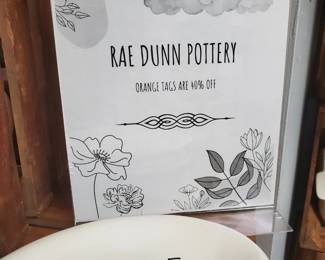 RAE DUNN POTTERY
ORANGE TAGS ARE 40% OFF